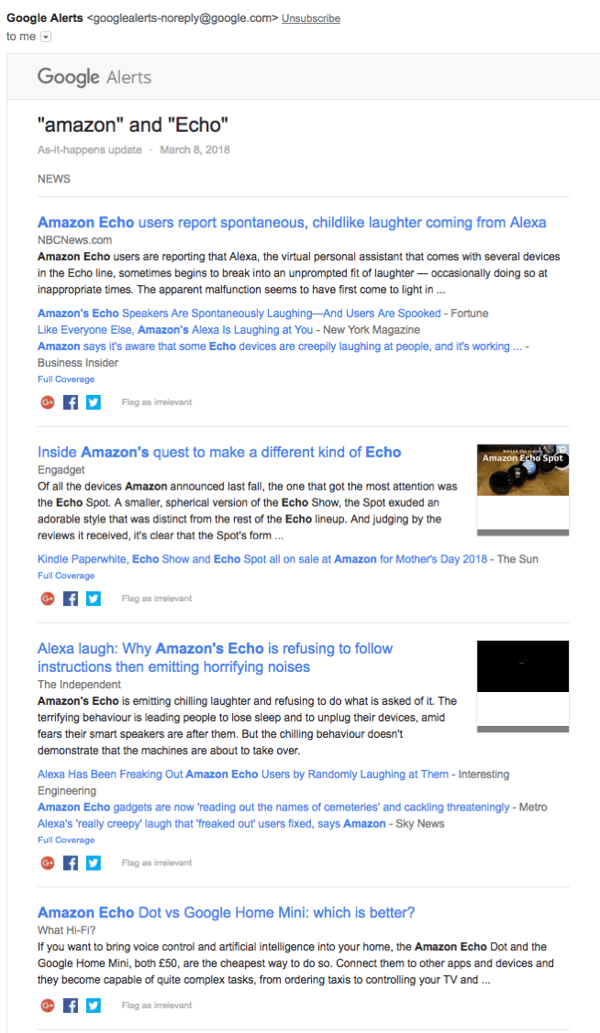 Google Alerts <googlealerts-noreply@google.com> Unsubscribe
to me
Google Alerts
"amazon" and "Echo"
As-it-happens update · March 8, 2018
NEWS
Amazon Echo users report spontaneous, childlike laughter coming from Alexa
NBCNews.com
Amazon Echo users are reporting that Alexa, the virtual personal assistant that comes with several devices
in the Echo line, sometimes begins to break into an unprompted fit of laughter — occasionally doing so at
inappropriate times. The apparent malfunction seems to have first come to light in ...
Amazon's Echo Speakers Are Spontaneously Laughing—And Users Are Spooked - Fortune
Like Everyone Else, Amazon's Alexa Is Laughing at You - New York Magazine
Amazon says it's aware that some Echo devices are creepily laughing at people, and it's working ... -
Business Insider
Full Coverage
G+ f Flag as irrelevant
Inside Amazon's quest to make a different kind of Echo
Engadget
Of all the devices Amazon announced last fall, the one that got the most attention was
the Echo Spot. A smaller, spherical version of the Echo Show, the Spot exuded an
adorable style that was distinct from the rest of the Echo lineup. And judging by the
reviews it received, it's clear that the Spot's form ...
Amazon Echo Spot
Kindle Paperwhite, Echo Show and Echo Spot all on sale at Amazon for Mother's Day 2018 - The Sun
Full Coverage
G+ f Flag as irrelevant
Alexa laugh: Why Amazon's Echo is refusing to follow
instructions then emitting horrifying noises
The Independent
Amazon's Echo is emitting chilling laughter and refusing to do what is asked of it. The
terrifying behaviour is leading people to lose sleep and to unplug their devices, amid
fears their smart speakers are after them. But the chilling behaviour doesn't
demonstrate that the machines are about to take over.
Alexa Has Been Freaking Out Amazon Echo Users by Randomly Laughing at Them - Interesting
Engineering
Amazon Echo gadgets are now 'reading out the names of cemeteries' and cackling threateningly - Metro
Alexa's 'really creepy' laugh that 'freaked out' users fixed, says Amazon - Sky News
Full Coverage
G+ f Flag as irrelevant
Amazon Echo Dot vs Google Home Mini: which is better?
What Hi-Fi?
If you want to bring voice control and artificial intelligence into your home, the Amazon Echo Dot and the
Google Home Mini, both £50, are the cheapest way to do so. Connect them to other apps and devices and
they become capable of quite complex tasks, from ordering taxis to controlling your TV and ...
G+ f Flag as irrelevant